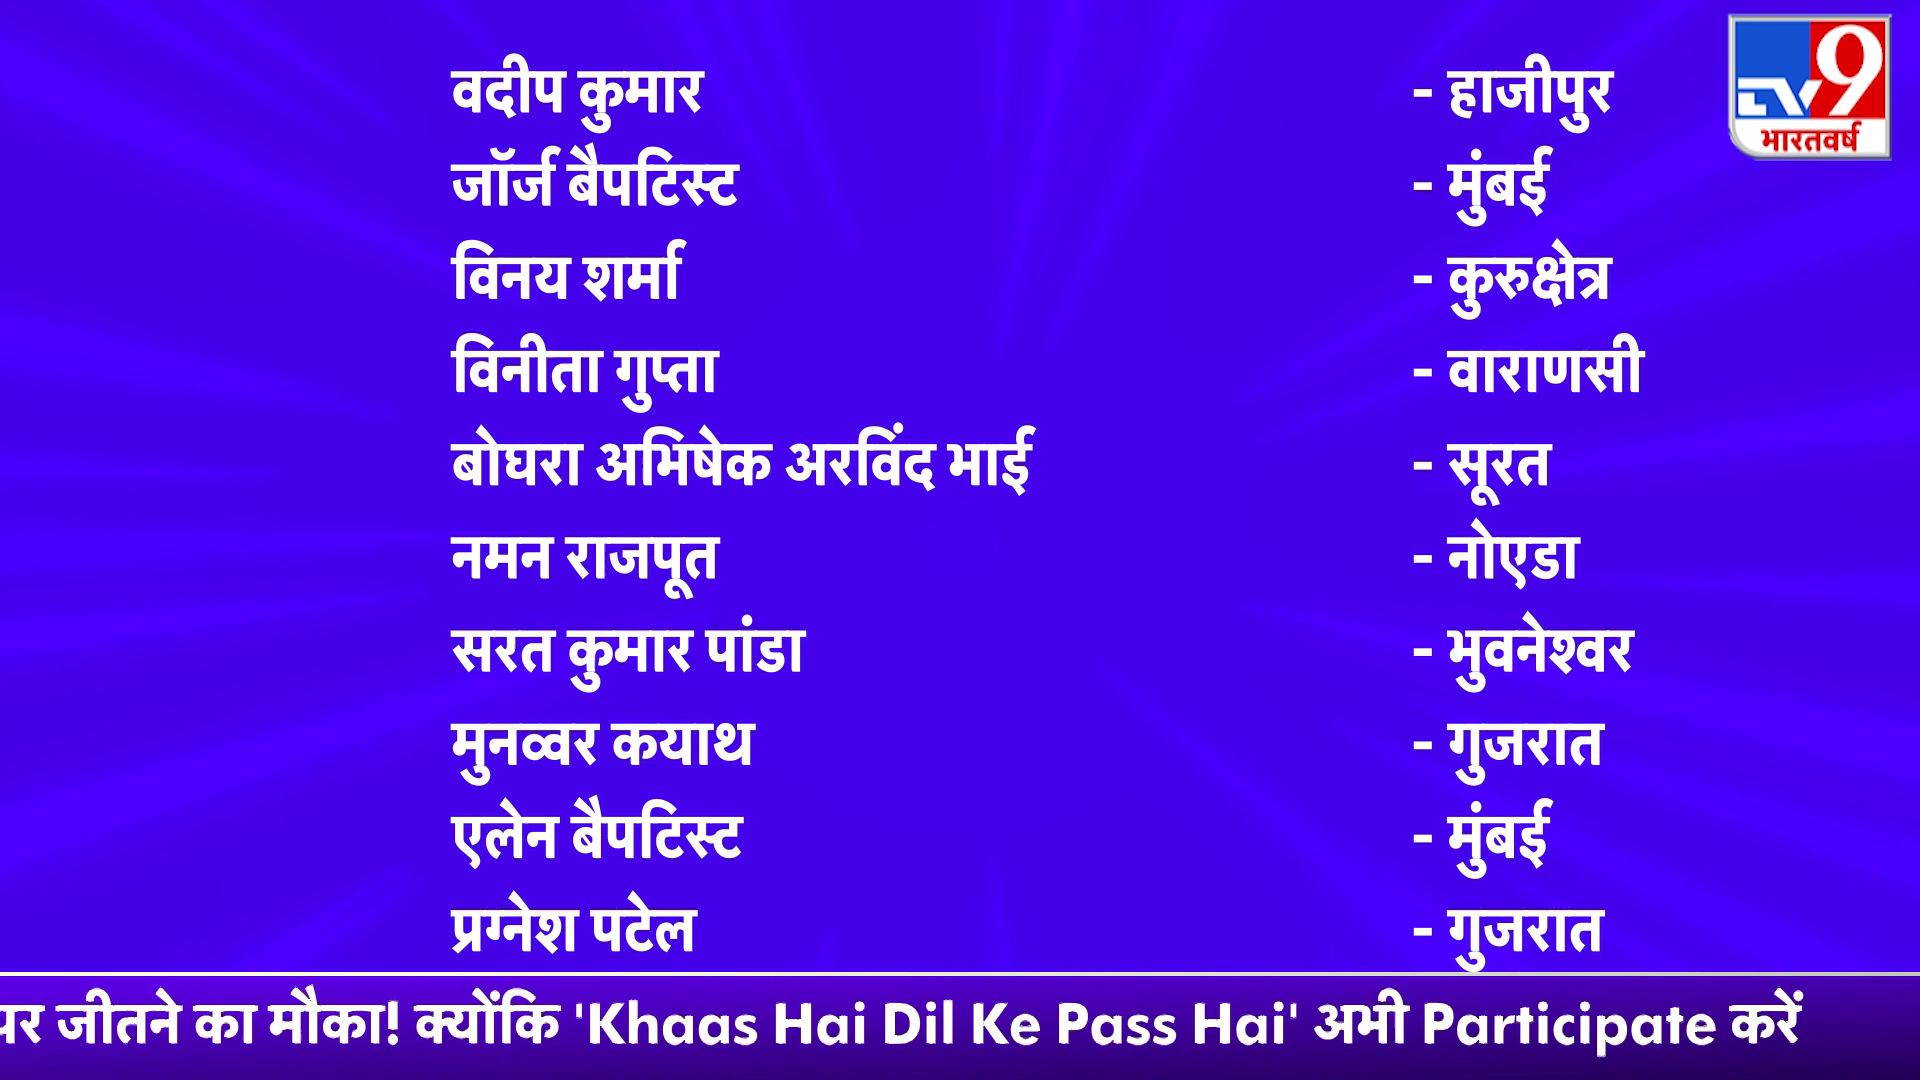 वदीप कुमार - हाजीपुर
TV9
भारतवर्ष
जॉर्ज बैपटिस्ट - मुंबई
विनय शर्मा - कुरुक्षेत्र
विनीता गुप्ता - वाराणसी
बोघरा अभिषेक अरविंद भाई - सूरत
नमन राजपूत - नोएडा
सरत कुमार पांडा - भुवनेश्वर
मुनव्वर कयाथ - गुजरात
एलेन बैपटिस्ट - मुंबई
प्रग्नेश पटेल - गुजरात
पर जीतने का मौका! क्योंकि 'Khaas Hai Dil Ke Pass Hai' अभी Participate करें